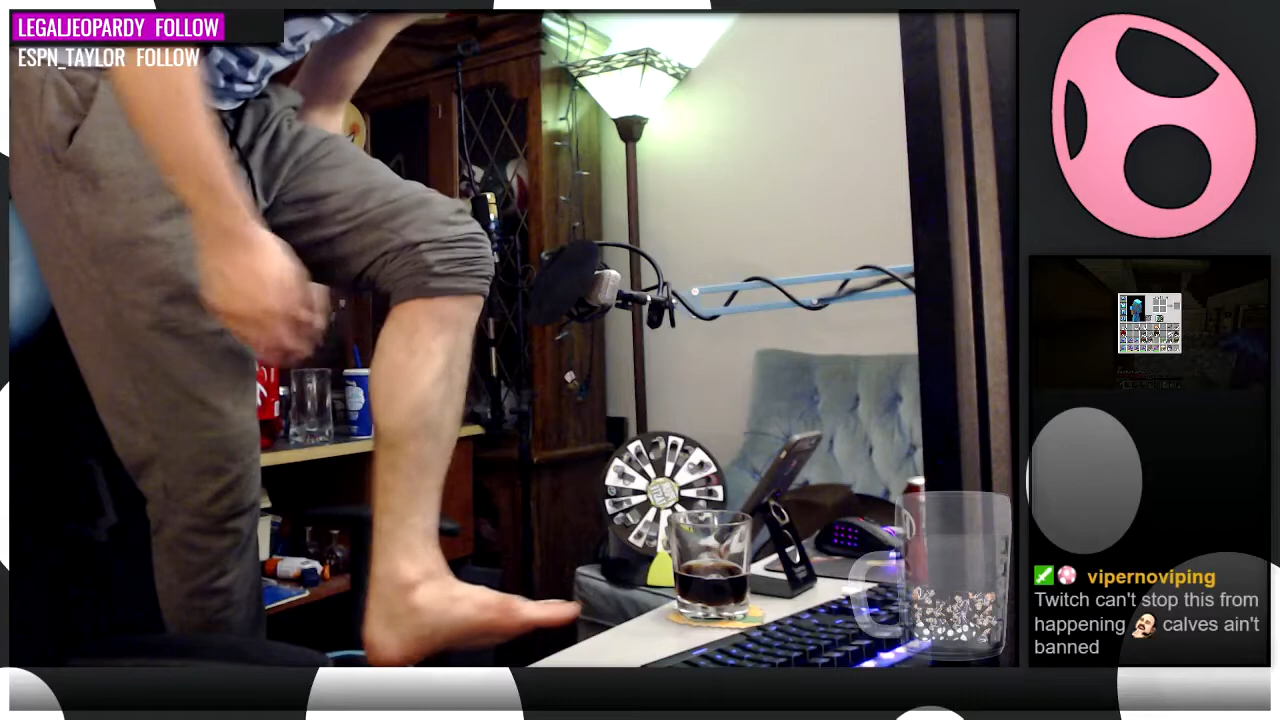 LEGALJEOPARDY FOLLOW
ESPN_TAYLOR FOLLOW
vipernoviping
Twitch can't stop this from
happening calves ain't
banned